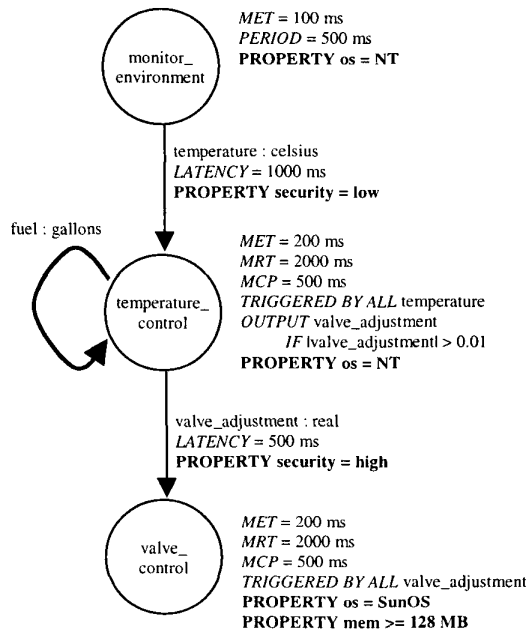 MET = 100 ms
PERIOD = 500 ms
PROPERTY os = NT
monitor_
environment
temperature : celsius
LATENCY = 1000 ms
PROPERTY security = low
fuel : gallons
MET = 200 ms
MRT = 2000 ms
MCP = 500 ms
TRIGGERED BY ALL temperature
OUTPUT valve_adjustment
IF |valve_adjustment| > 0.01
PROPERTY os = NT
temperature_
control
valve_adjustment : real
LATENCY = 500 ms
PROPERTY security = high
MET = 200 ms
MRT = 2000 ms
MCP = 500 ms
TRIGGERED BY ALL valve_adjustment
PROPERTY os = SunOS
PROPERTY mem >= 128 MB
valve_
control